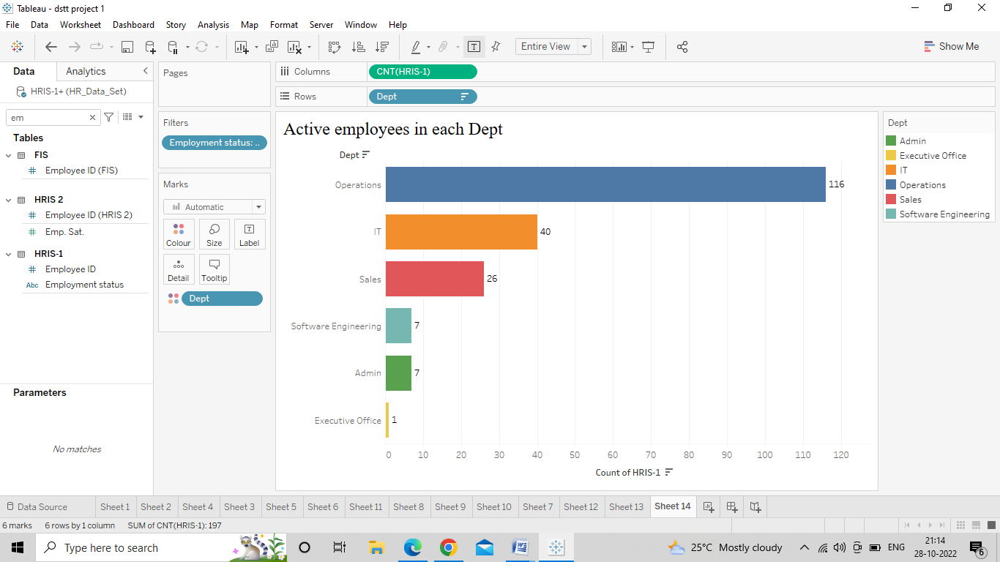 Tableau - dstt project 1
File Data Worksheet Dashboard Story Analysis Map Format Server Window Help
Entire View
Show Me
Data Analytics
HRIS-1+ (HR_Data_Set)
em
Tables
FIS
Employee ID (FIS)
HRIS 2
Employee ID (HRIS 2)
Emp. Sat.
HRIS-1
Employee ID
Abc Employment status
Parameters
No matches
Pages
Filters
Employment status: ..
Marks
Automatic
Colour Size Label
Detail Tooltip
Dept
Columns CNT(HRIS-1)
Rows Dept
Active employees in each Dept
Dept
Operations 116
IT 40
Sales 26
Software Engineering 7
Admin 7
Executive Office 1
0 10 20 30 40 50 60 70 80 90 100 110 120
Count of HRIS-1
Dept
Admin
Executive Office
IT
Operations
Sales
Software Engineering
Data Source Sheet 1 Sheet 2 Sheet 4 Sheet 3 Sheet 5 Sheet 6 Sheet 11 Sheet 8 Sheet 9 Sheet 10 Sheet 7 Sheet 12 Sheet 13 Sheet 14
6 marks 6 rows by 1 column SUM of CNT(HRIS-1): 197
Type here to search
25°C Mostly cloudy
ENG
21:14
28-10-2022
6